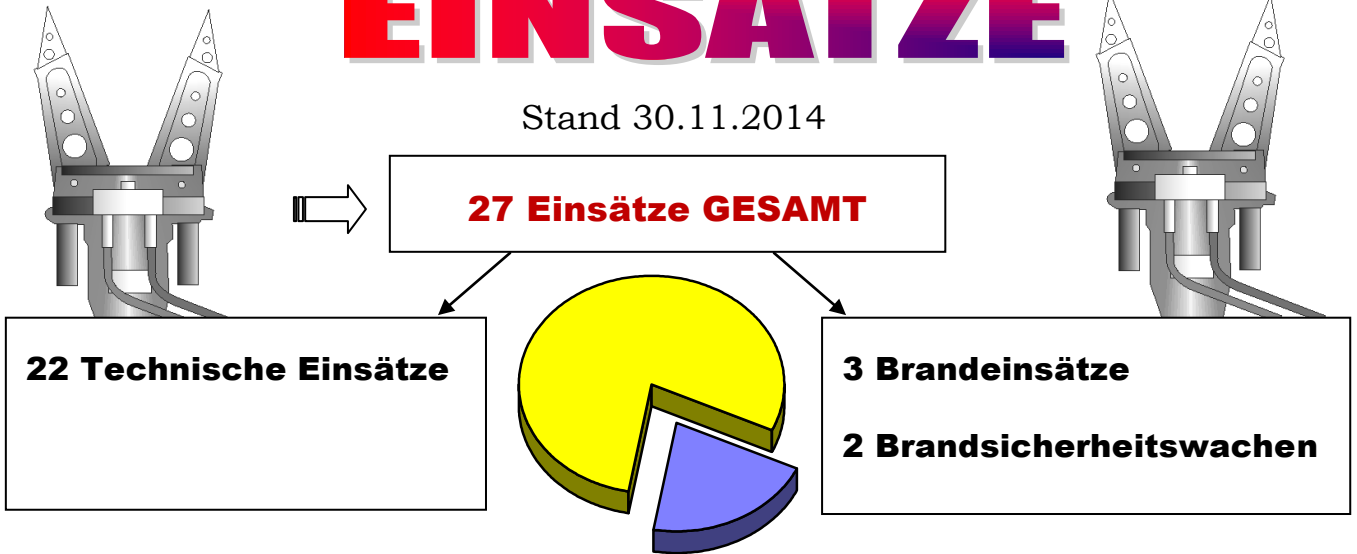 EINSÄTZE
Stand 30.11.2014
27 Einsätze GESAMT
22 Technische Einsätze
3 Brandeinsätze
2 Brandsicherheitswachen